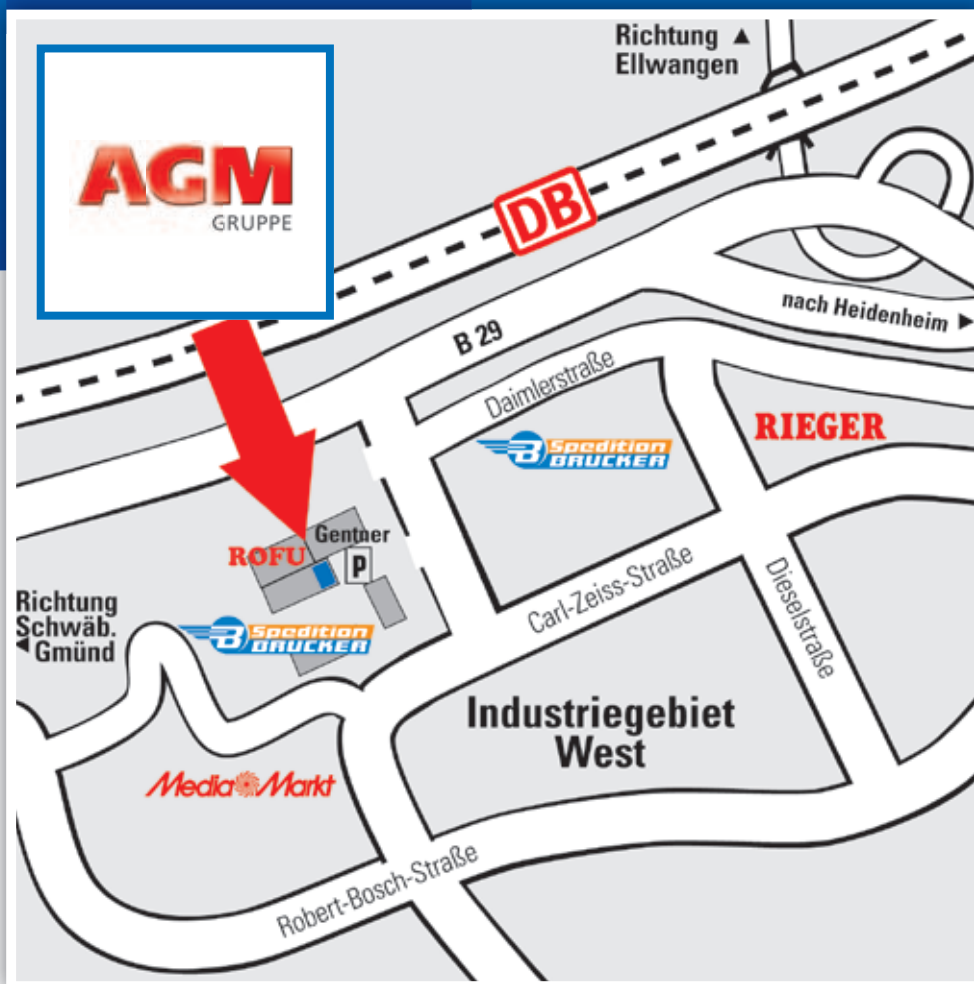 Richtung ▲
Ellwangen
AGM
GRUPPE
DB
nach Heidenheim ►
B 29
Daimlerstraße
RIEGER
B Spedition
BRUCKER
Gentner
ROFU
P
Carl-Zeiss-Straße
Dieselstraße
Richtung
Schwäb.
◄Gmünd
B Spedition
BRUCKER
Industriegebiet
West
Media Markt
Robert-Bosch-Straße